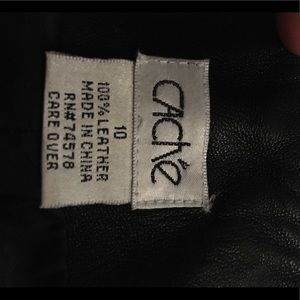 caché
10
100% LEATHER
MADE IN CHINA
RN# 74578
CARE OVER